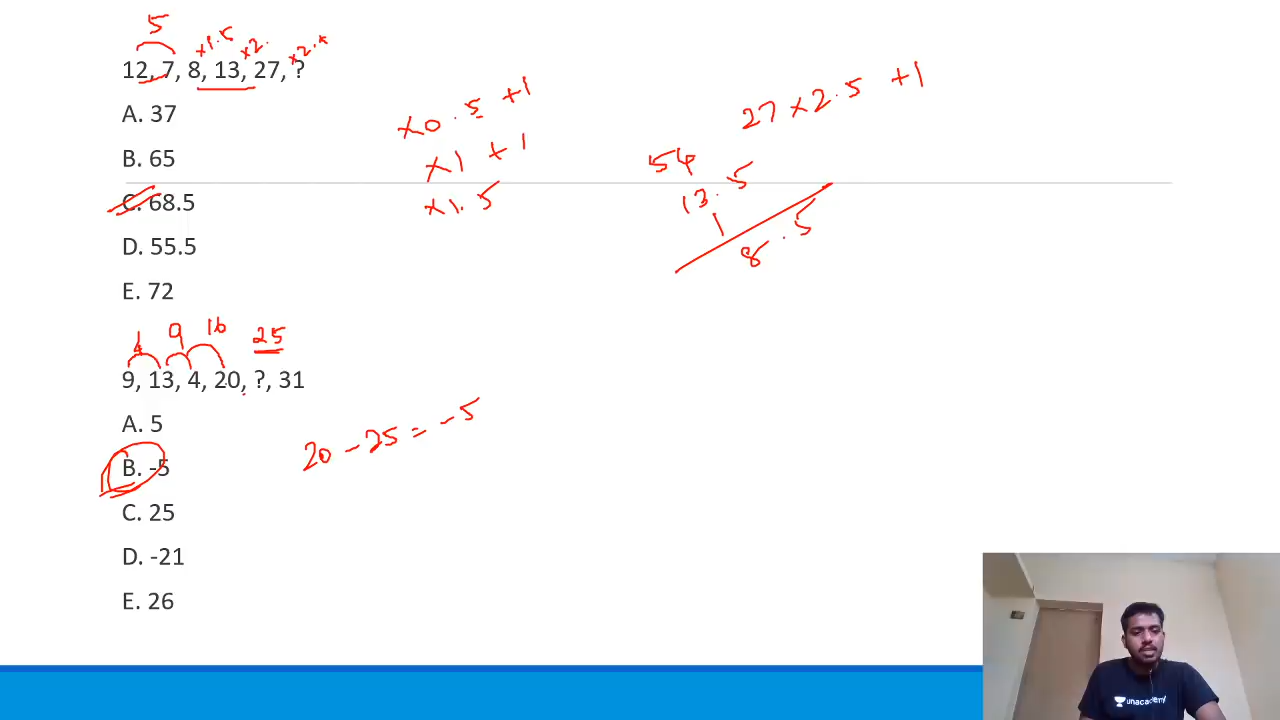 5
×1.5 ×2. ×2.
12, 7, 8, 13, 27, ?
A. 37
B. 65
C. 68.5
D. 55.5
E. 72
×0.5 +1
×1 +1
×1.5
27 × 2.5 +1
54
13.5
1
8.5
4 9 16 25
9, 13, 4, 20, ?, 31
A. 5
B. -5
C. 25
D. -21
E. 26
20 - 25 = -5
unacademy